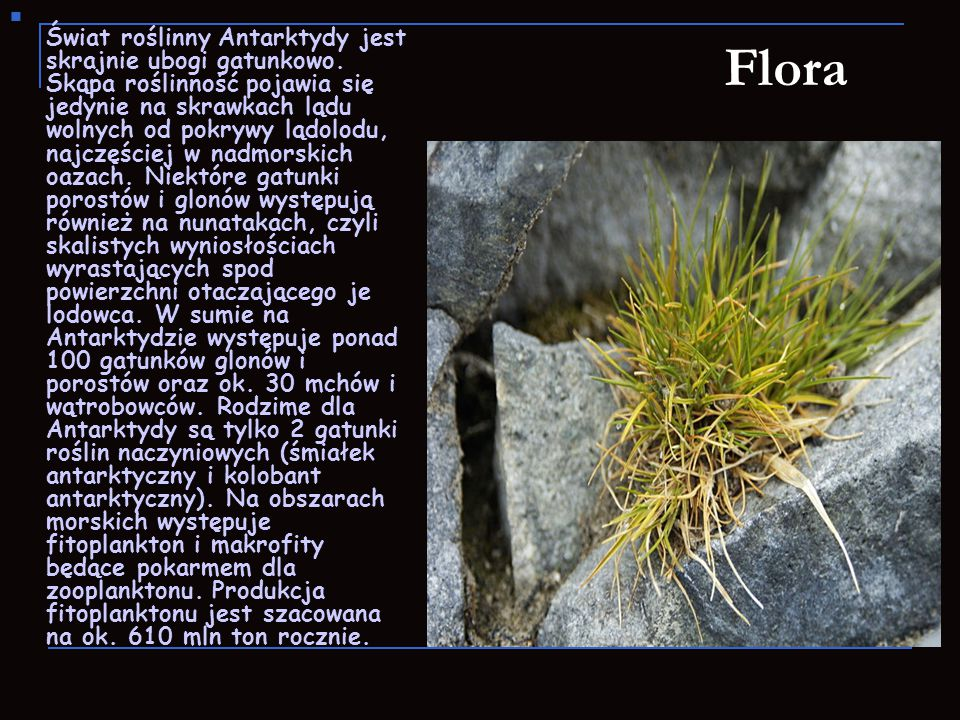 Flora
Świat roślinny Antarktydy jest
skrajnie ubogi gatunkowo.
Skąpa roślinność pojawia się
jedynie na skrawkach lądu
wolnych od pokrywy lądolodu,
najczęściej w nadmorskich
oazach. Niektóre gatunki
porostów i glonów występują
również na nunatakach, czyli
skalistych wyniosłościach
wyrastających spod
powierzchni otaczającego je
lodowca. W sumie na
Antarktydzie występuje ponad
100 gatunków glonów i
porostów oraz ok. 30 mchów i
wątrobowców. Rodzime dla
Antarktydy są tylko 2 gatunki
roślin naczyniowych (śmiałek
antarktyczny i kolobant
antarktyczny). Na obszarach
morskich występuje
fitoplankton i makrofity
będące pokarmem dla
zooplanktonu. Produkcja
fitoplanktonu jest szacowana
na ok. 610 mln ton rocznie.